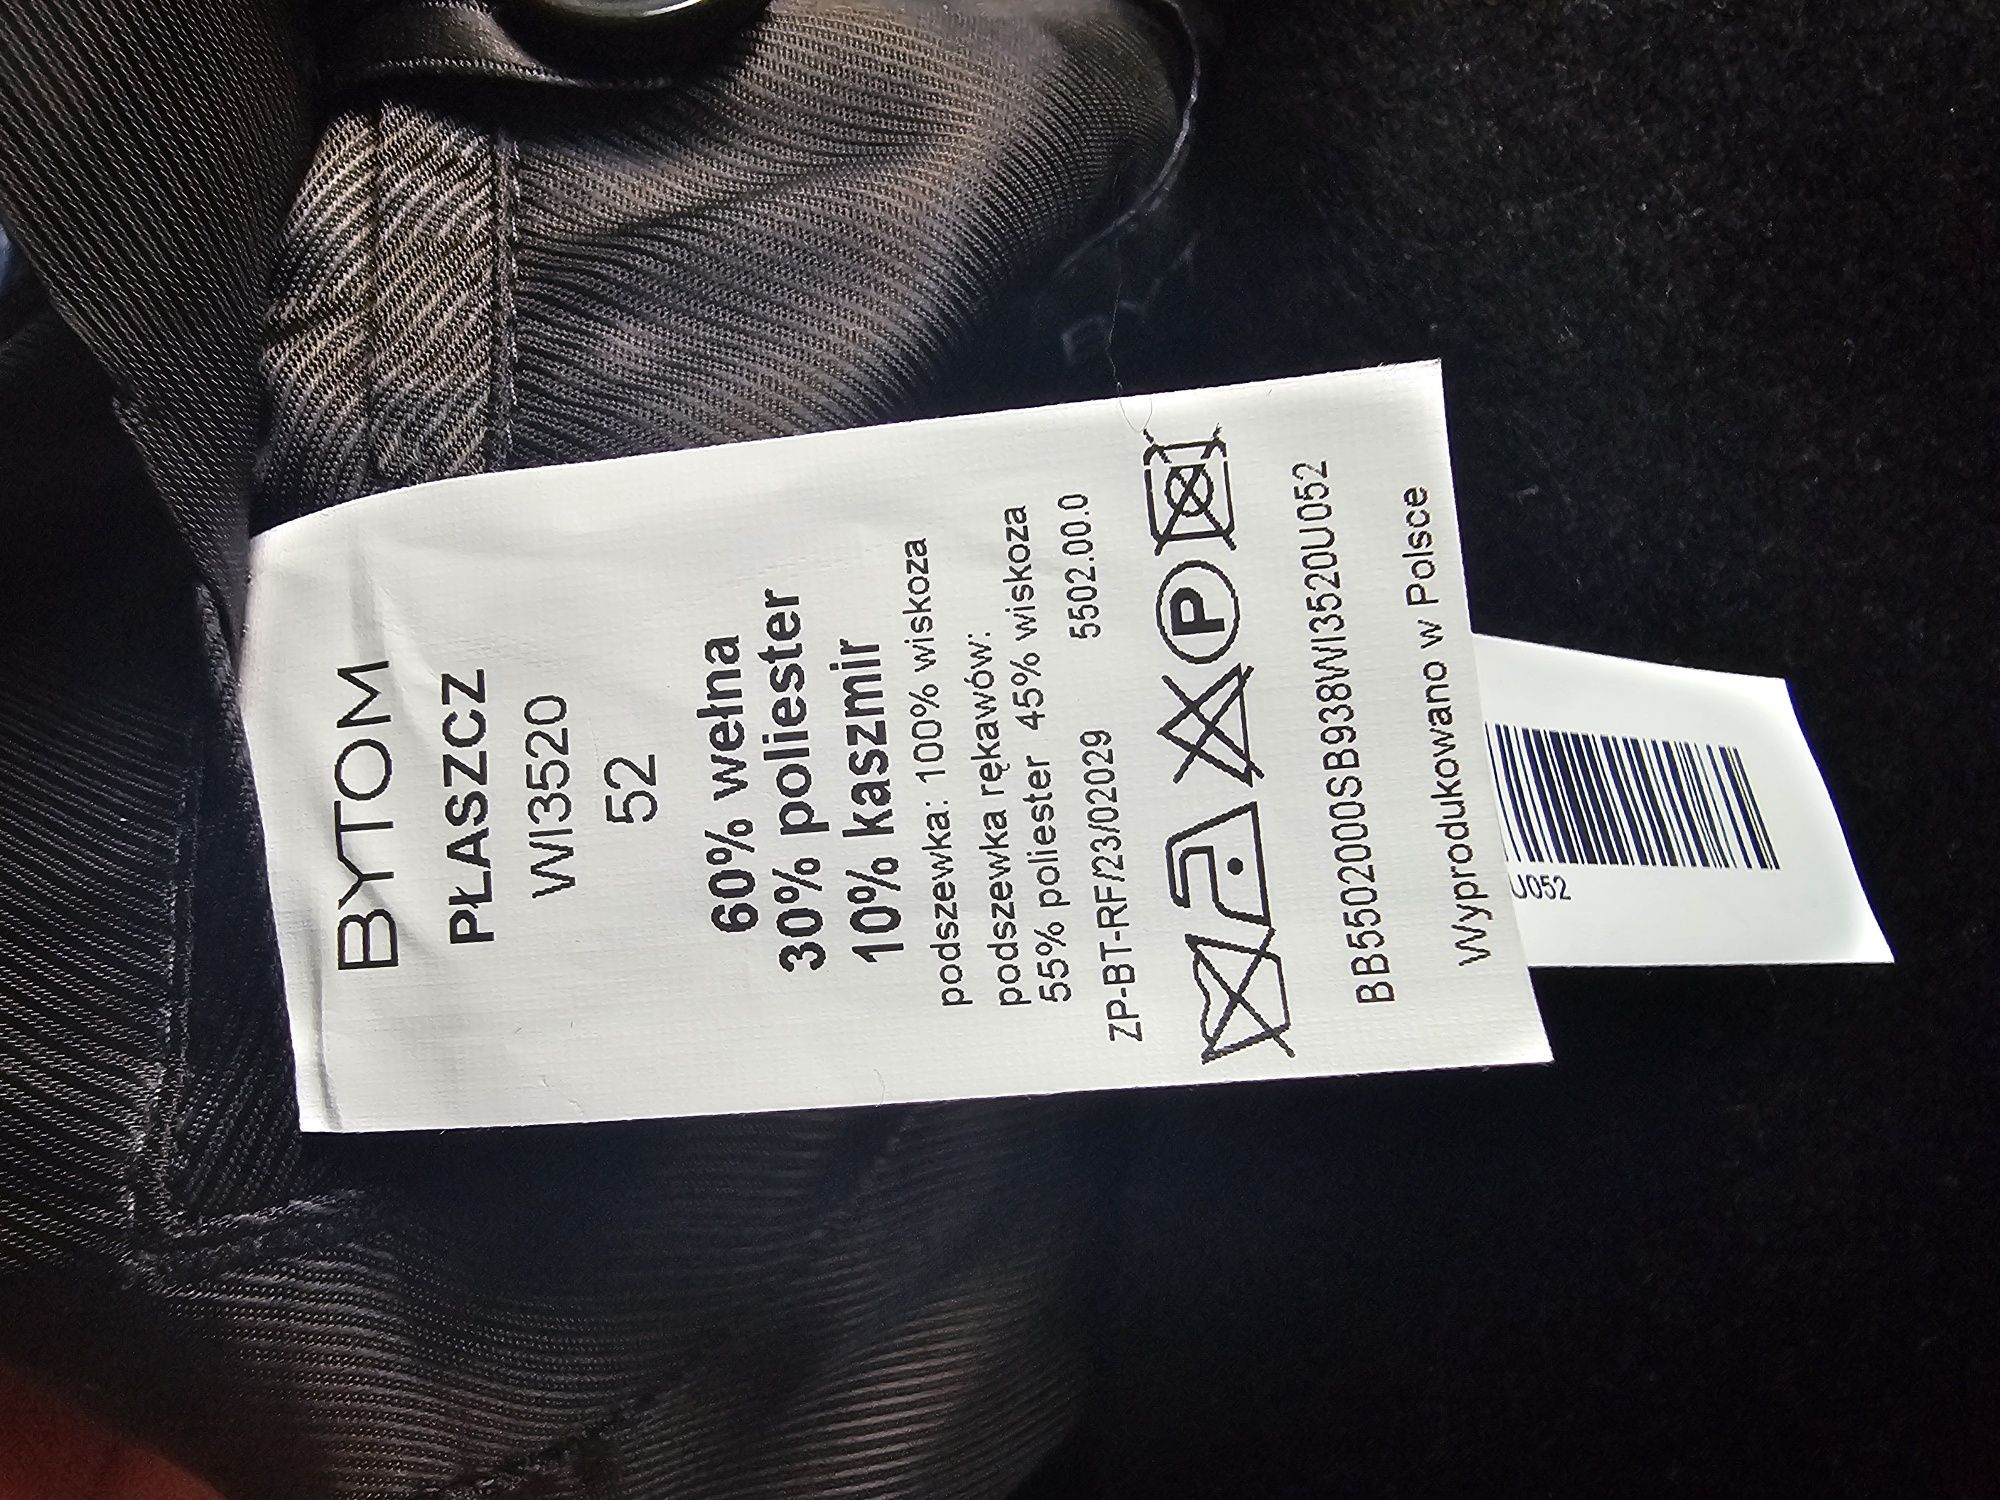 BYTOM
PŁASZCZ
WI3520
52
60% wełna
30% poliester
10% kaszmir
podszewka: 100% wiskoza
podszewka rękawów:
55% poliester 45% wiskoza
ZP-BT-RF/23/02029 5502.00.0
P
BB5502000SB938WI3520U052
Wyprodukowano w Polsce
U052